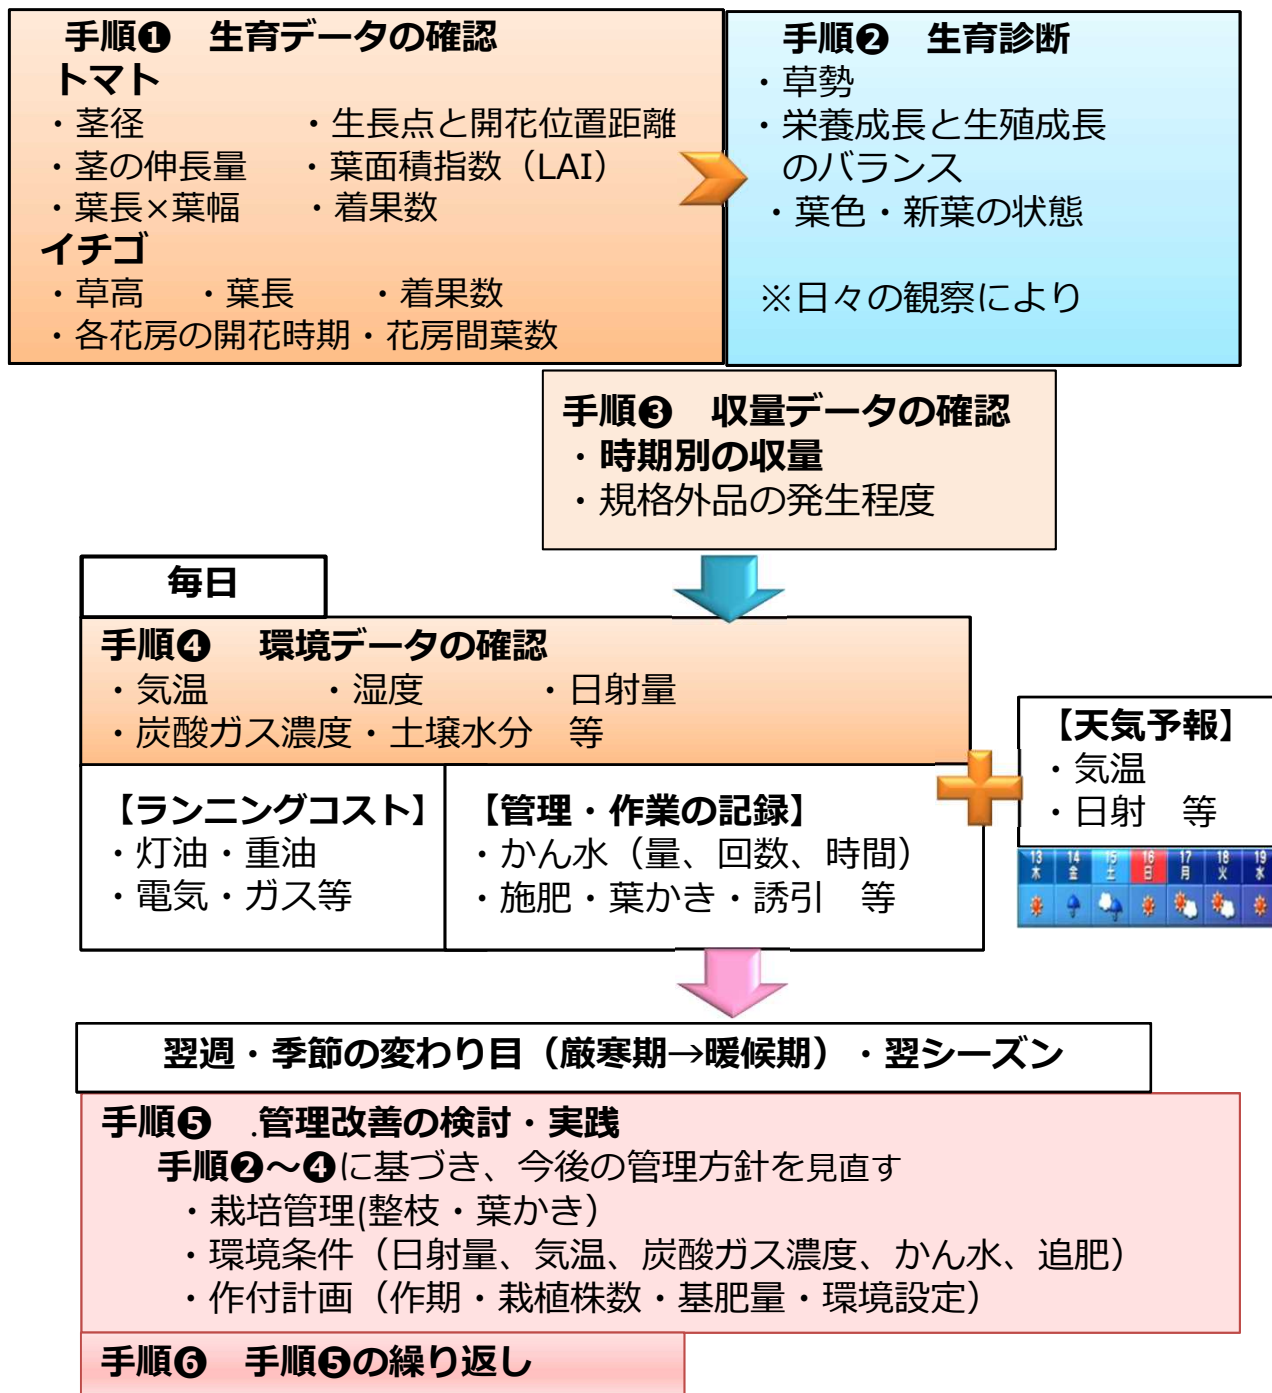 手順❶　生育データの確認
トマト
・茎径　・生長点と開花位置距離
・茎の伸長量　・葉面積指数（LAI）
・葉長×葉幅　・着果数
イチゴ
・草高　・葉長　・着果数
・各花房の開花時期・花房間葉数
手順❷　生育診断
・草勢
・栄養成長と生殖成長
のバランス
・葉色・新葉の状態
※日々の観察により
手順❸　収量データの確認
・時期別の収量
・規格外品の発生程度
毎日
手順❹　環境データの確認
・気温　・湿度　・日射量
・炭酸ガス濃度・土壌水分　等
【ランニングコスト】
・灯油・重油
・電気・ガス等
【管理・作業の記録】
・かん水（量、回数、時間）
・施肥・葉かき・誘引　等
【天気予報】
・気温
・日射　等
13 14 15 16 17 18 19
木 金 土 日 月 火 水
翌週・季節の変わり目（厳寒期→暖候期）・翌シーズン
手順❺　.管理改善の検討・実践
手順❷～❹に基づき、今後の管理方針を見直す
・栽培管理(整枝・葉かき）
・環境条件（日射量、気温、炭酸ガス濃度、かん水、追肥）
・作付計画（作期・栽植株数・基肥量・環境設定）
手順❻　手順❺の繰り返し